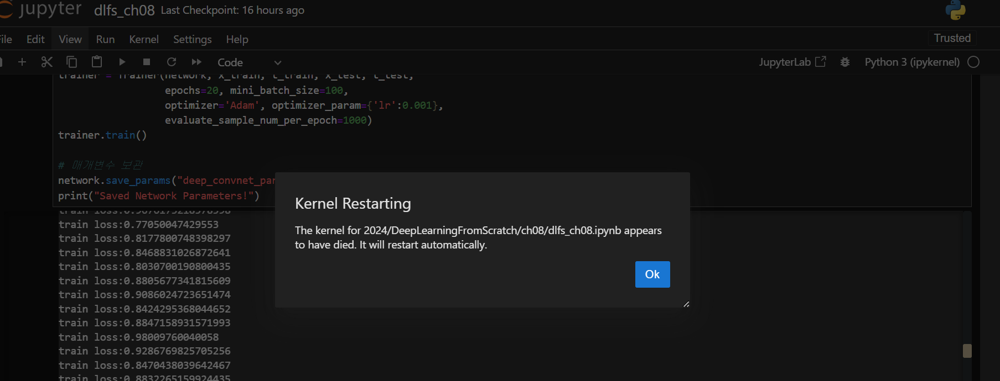 jupyter dlfs_ch08 Last Checkpoint: 16 hours ago
File Edit View Run Kernel Settings Help Trusted
Code JupyterLab Python 3 (ipykernel)
trainer = Trainer(network, x_train, t_train, x_test, t_test,
epochs=20, mini_batch_size=100,
optimizer='Adam', optimizer_param={'lr':0.001},
evaluate_sample_num_per_epoch=1000)
trainer.train()
# 매개변수 보관
network.save_params("deep_convnet_par
print("Saved Network Parameters!")
Kernel Restarting
The kernel for 2024/DeepLearningFromScratch/ch08/dlfs_ch08.ipynb appears
to have died. It will restart automatically.
Ok
train loss:0.77050047429553
train loss:0.8177800748398297
train loss:0.8468831026872641
train loss:0.8030700190800435
train loss:0.8805677341815609
train loss:0.9086024723651474
train loss:0.8424295368044652
train loss:0.8847158931571993
train loss:0.98009760040058
train loss:0.9286769825705256
train loss:0.8470438039642467
train loss:0.8832265159924435